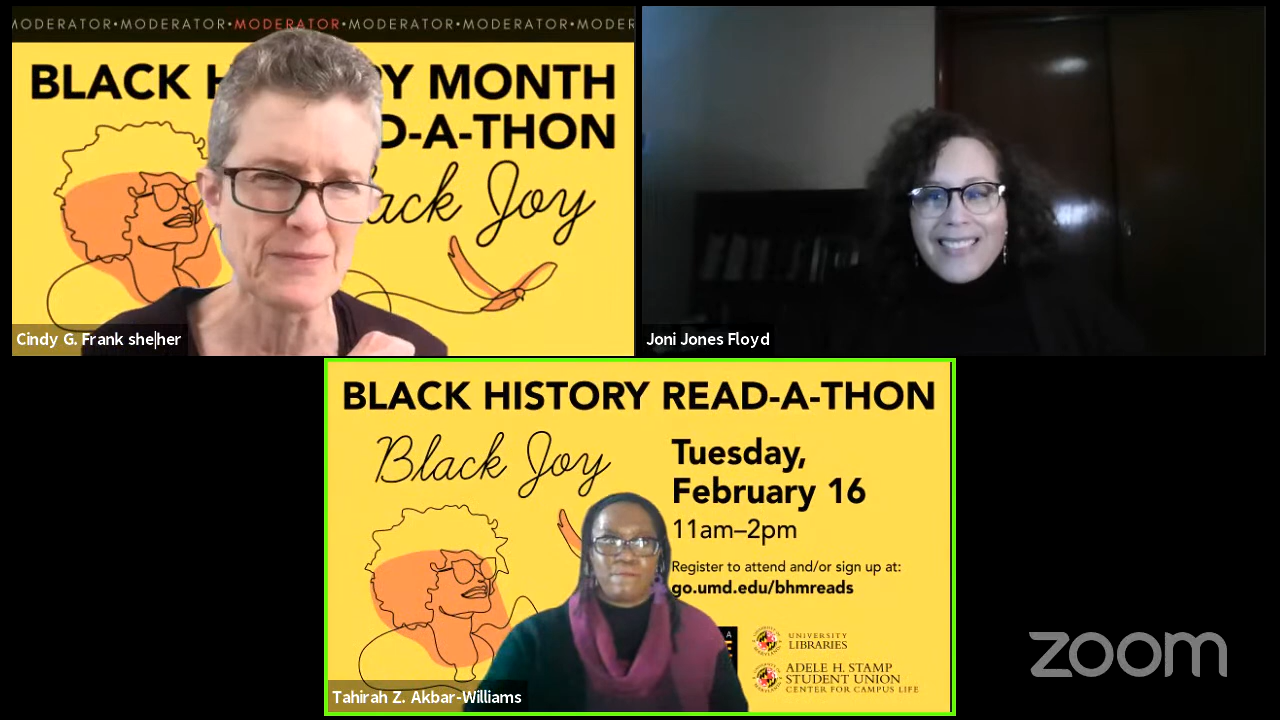 MODERATOR•MODERATOR•MODERATOR•MODERATOR•MODERATOR•MODER
BLACK H RY MONTH
D-A-THON
ack Joy
Cindy G. Frank she|her
Joni Jones Floyd
BLACK HISTORY READ-A-THON
Black Joy
Tuesday,
February 16
11am–2pm
Register to attend and/or sign up at:
go.umd.edu/bhmreads
UNIVERSITY
LIBRARIES
ADELE H. STAMP
STUDENT UNION
CENTER FOR CAMPUS LIFE
Tahirah Z. Akbar-Williams
zoom